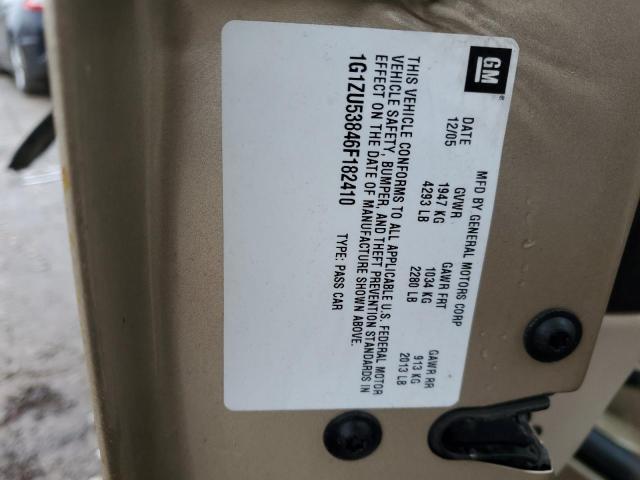 GM®
MFD BY GENERAL MOTORS CORP
DATE GVWR GAWR FRT GAWR RR
12/05 1947 KG 1034 KG 913 KG
4293 LB 2280 LB 2013 LB
THIS VEHICLE CONFORMS TO ALL APPLICABLE U.S. FEDERAL MOTOR
VEHICLE SAFETY, BUMPER, AND THEFT PREVENTION STANDARDS IN
EFFECT ON THE DATE OF MANUFACTURE SHOWN ABOVE.
1G1ZU53846F182410 TYPE: PASS CAR